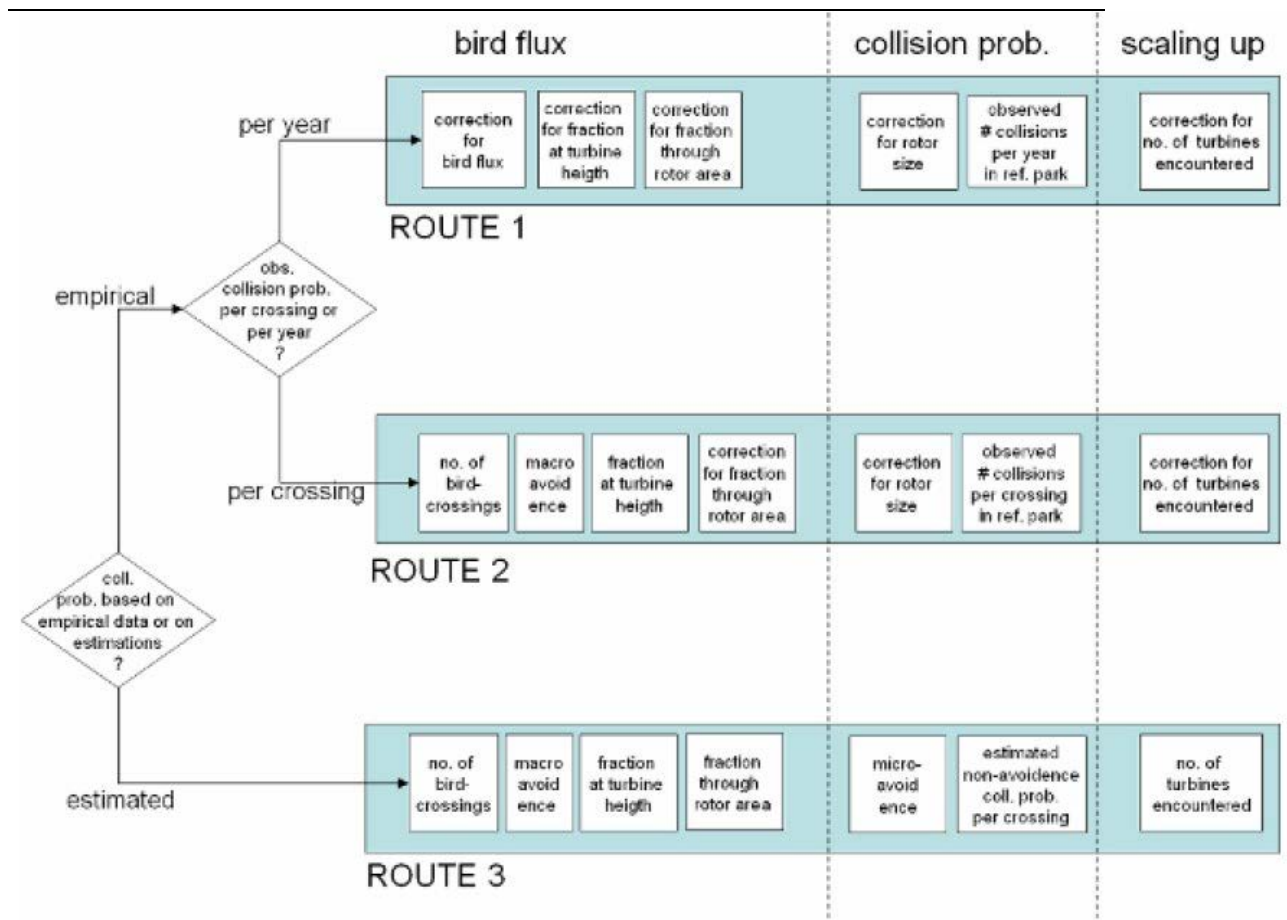 bird flux
collision prob.
scaling up
per year
correction
for
bird flux
correction
for fraction
at turbine
heigth
correction
for fraction
through
rotor area
correction
for rotor
size
observed
# collisions
per year
in ref. park
correction for
no. of turbines
encountered
ROUTE 1
obs.
collision prob.
per crossing or
per year
?
empirical
per crossing
no. of
bird-
crossings
macro
avoid
ence
fraction
at turbine
heigth
correction
for fraction
through
rotor area
correction
for rotor
size
observed
# collisions
per crossing
in ref. park
correction for
no. of turbines
encountered
ROUTE 2
coll.
prob. based on
empirical data or on
estimations
?
estimated
no. of
bird-
crossings
macro
avoid
ence
fraction
at turbine
heigth
fraction
through
rotor area
micro-
avoid
ence
estimated
non-avoidence
coll. prob.
per crossing
no. of
turbines
encountered
ROUTE 3